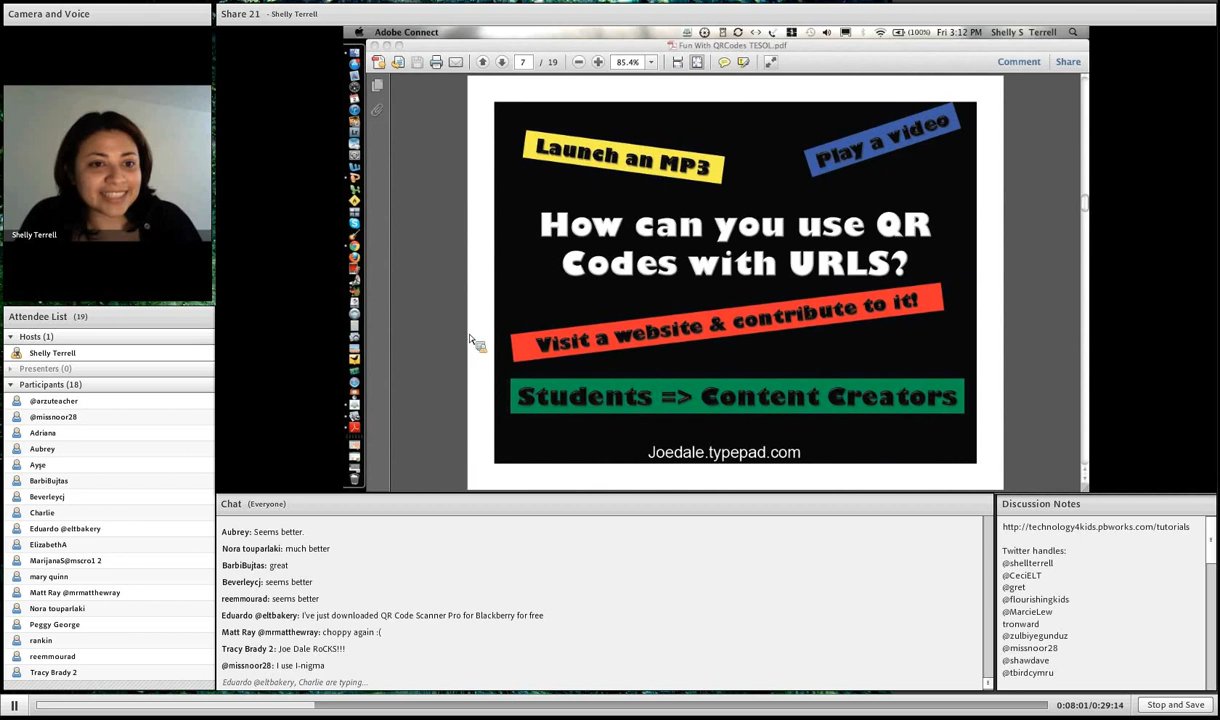 Camera and Voice
Share 21 - Shelly Terrell
Adobe Connect
(100%) Fri 3:12 PM Shelly S Terrell
Fun With QRCodes TESOL.pdf
7 / 19
85.4%
Comment
Share
Launch an MP3
Play a video
How can you use QR
Codes with URLS?
Visit a website & contribute to it!
Students => Content Creators
Joedale.typepad.com
Shelly Terrell
Attendee List (19)
Hosts (1)
Shelly Terrell
Presenters (0)
Participants (18)
@arzuteacher
@missnoor28
Adriana
Aubrey
Ayşe
BarbiBujtas
Beverleycj
Charlie
Eduardo @eltbakery
ElizabethA
MarijanaS@mscro1 2
mary quinn
Matt Ray @mrmatthewray
Nora touparlaki
Peggy George
rankin
reemmourad
Tracy Brady 2
Chat (Everyone)
Aubrey: Seems better.
Nora touparlaki: much better
BarbiBujtas: great
Beverleycj: seems better
reemmourad: seems better
Eduardo @eltbakery: I've just downloaded QR Code Scanner Pro for Blackberry for free
Matt Ray @mrmatthewray: choppy again :(
Tracy Brady 2: Joe Dale RoCKS!!!
@missnoor28: I use I-nigma
Eduardo @eltbakery, Charlie are typing...
Discussion Notes
http://technology4kids.pbworks.com/tutorials
Twitter handles:
@shellterrell
@CeciELT
@gret
@flourishingkids
@MarcieLew
tronward
@zulbiyegunduz
@missnoor28
@shawdave
@tbirdcymru
0:08:01/0:29:14
Stop and Save